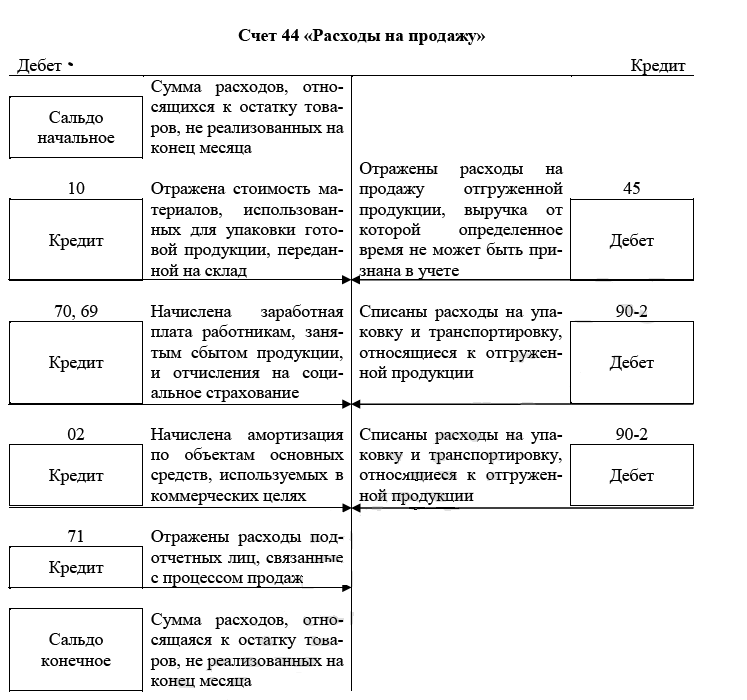 Счет 44 «Расходы на продажу»
Дебет
Кредит
Сальдо
начальное
Сумма расходов, отно-
сящихся к остатку това-
ров, не реализованных на
конец месяца
10
Кредит
Отражена стоимость ма-
териалов, использован-
ных для упаковки гото-
вой продукции, передан-
ной на склад
Отражены расходы на
продажу отгруженной
продукции, выручка от
которой определенное
время не может быть при-
знана в учете
45
Дебет
70, 69
Кредит
Начислена заработная
плата работникам, заня-
тым сбытом продукции,
и отчисления на соци-
альное страхование
Списаны расходы на упа-
ковку и транспортировку,
относящиеся к отгружен-
ной продукции
90-2
Дебет
02
Кредит
Начислена амортизация
по объектам основных
средств, используемых в
коммерческих целях
Списаны расходы на упа-
ковку и транспортировку,
относящиеся к отгружен-
ной продукции
90-2
Дебет
71
Кредит
Отражены расходы под-
отчетных лиц, связанные
с процессом продаж
Сальдо
конечное
Сумма расходов, отно-
сящаяся к остатку това-
ров, не реализованных на
конец месяца